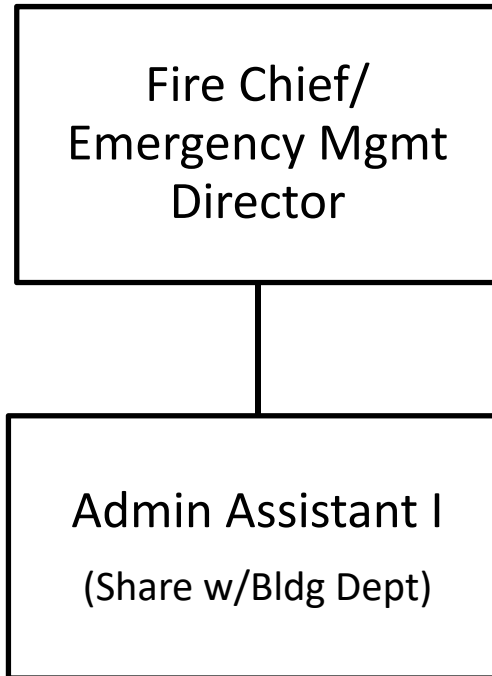 Fire Chief/
Emergency Mgmt
Director
Admin Assistant I
(Share w/Bldg Dept)